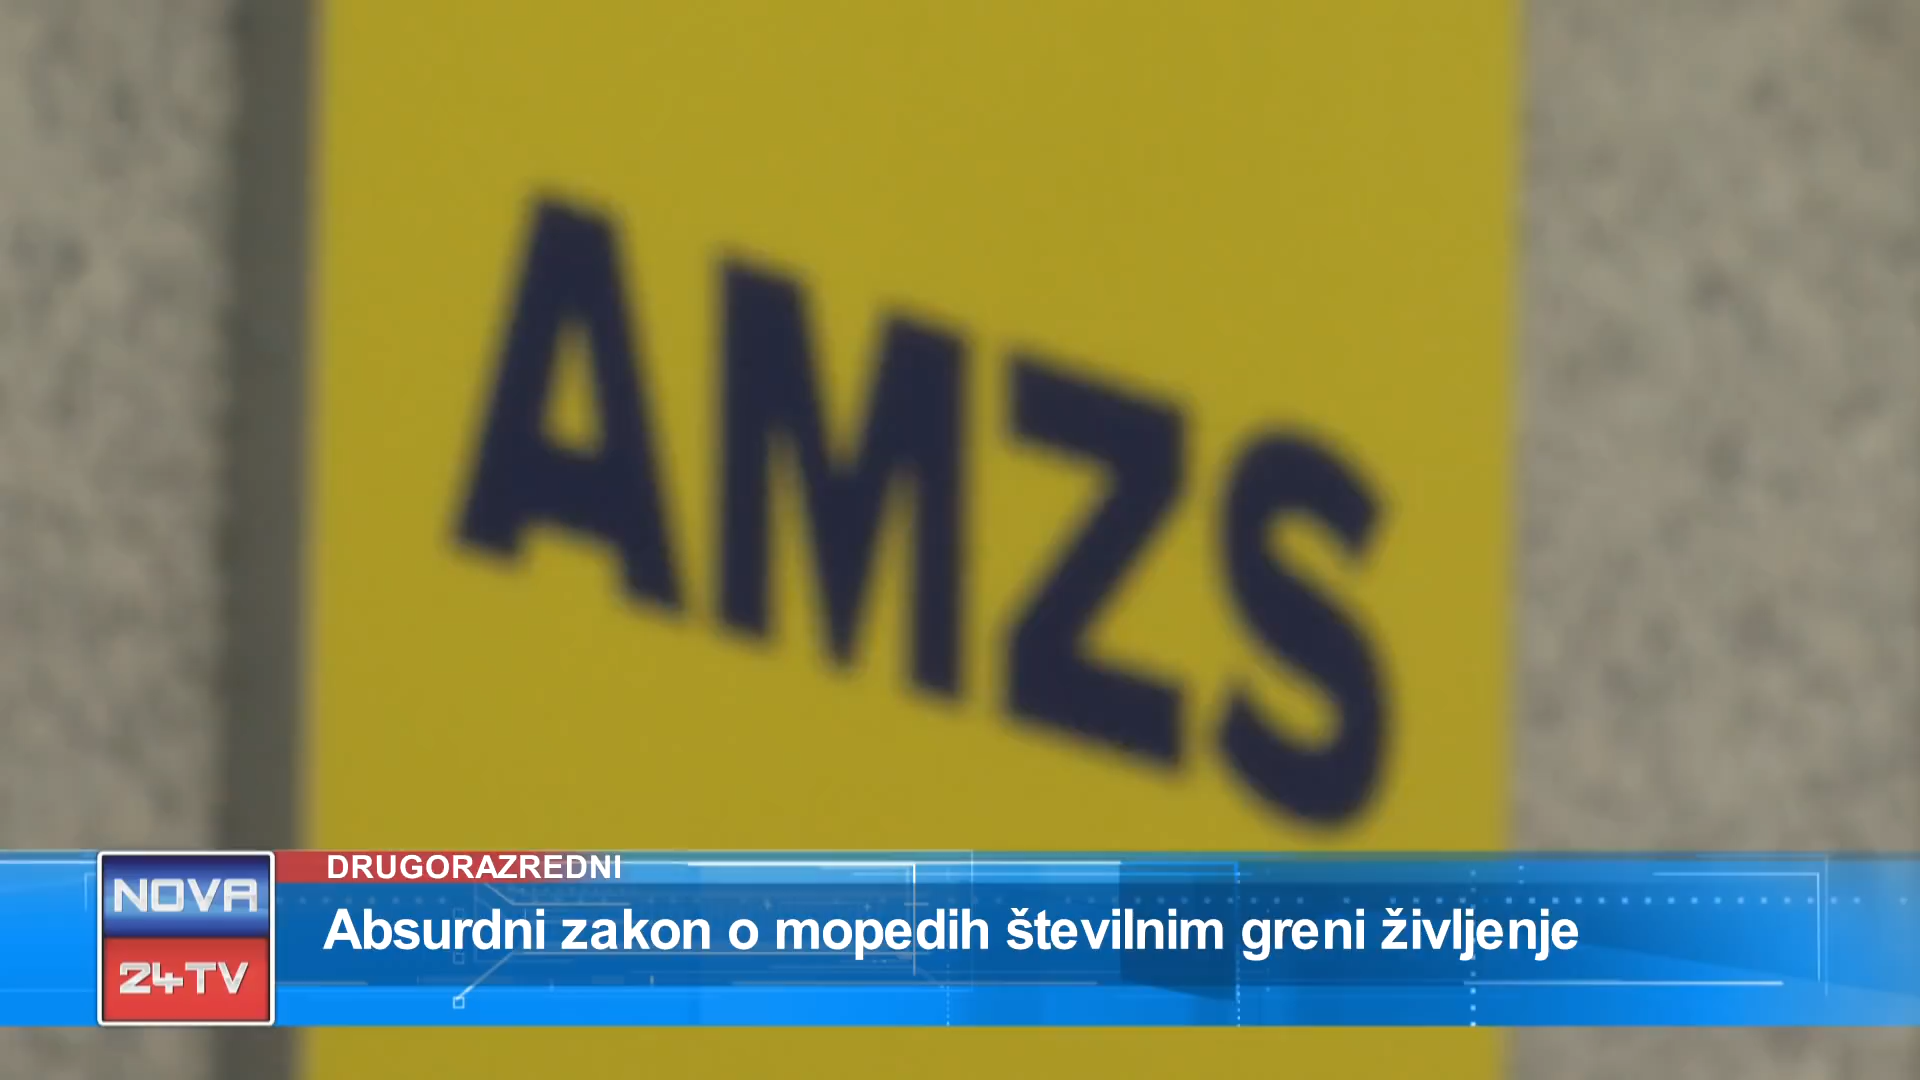 AMZS
DRUGORAZREDNI
Absurdni zakon o mopedih številnim greni življenje
NOVA
24TV